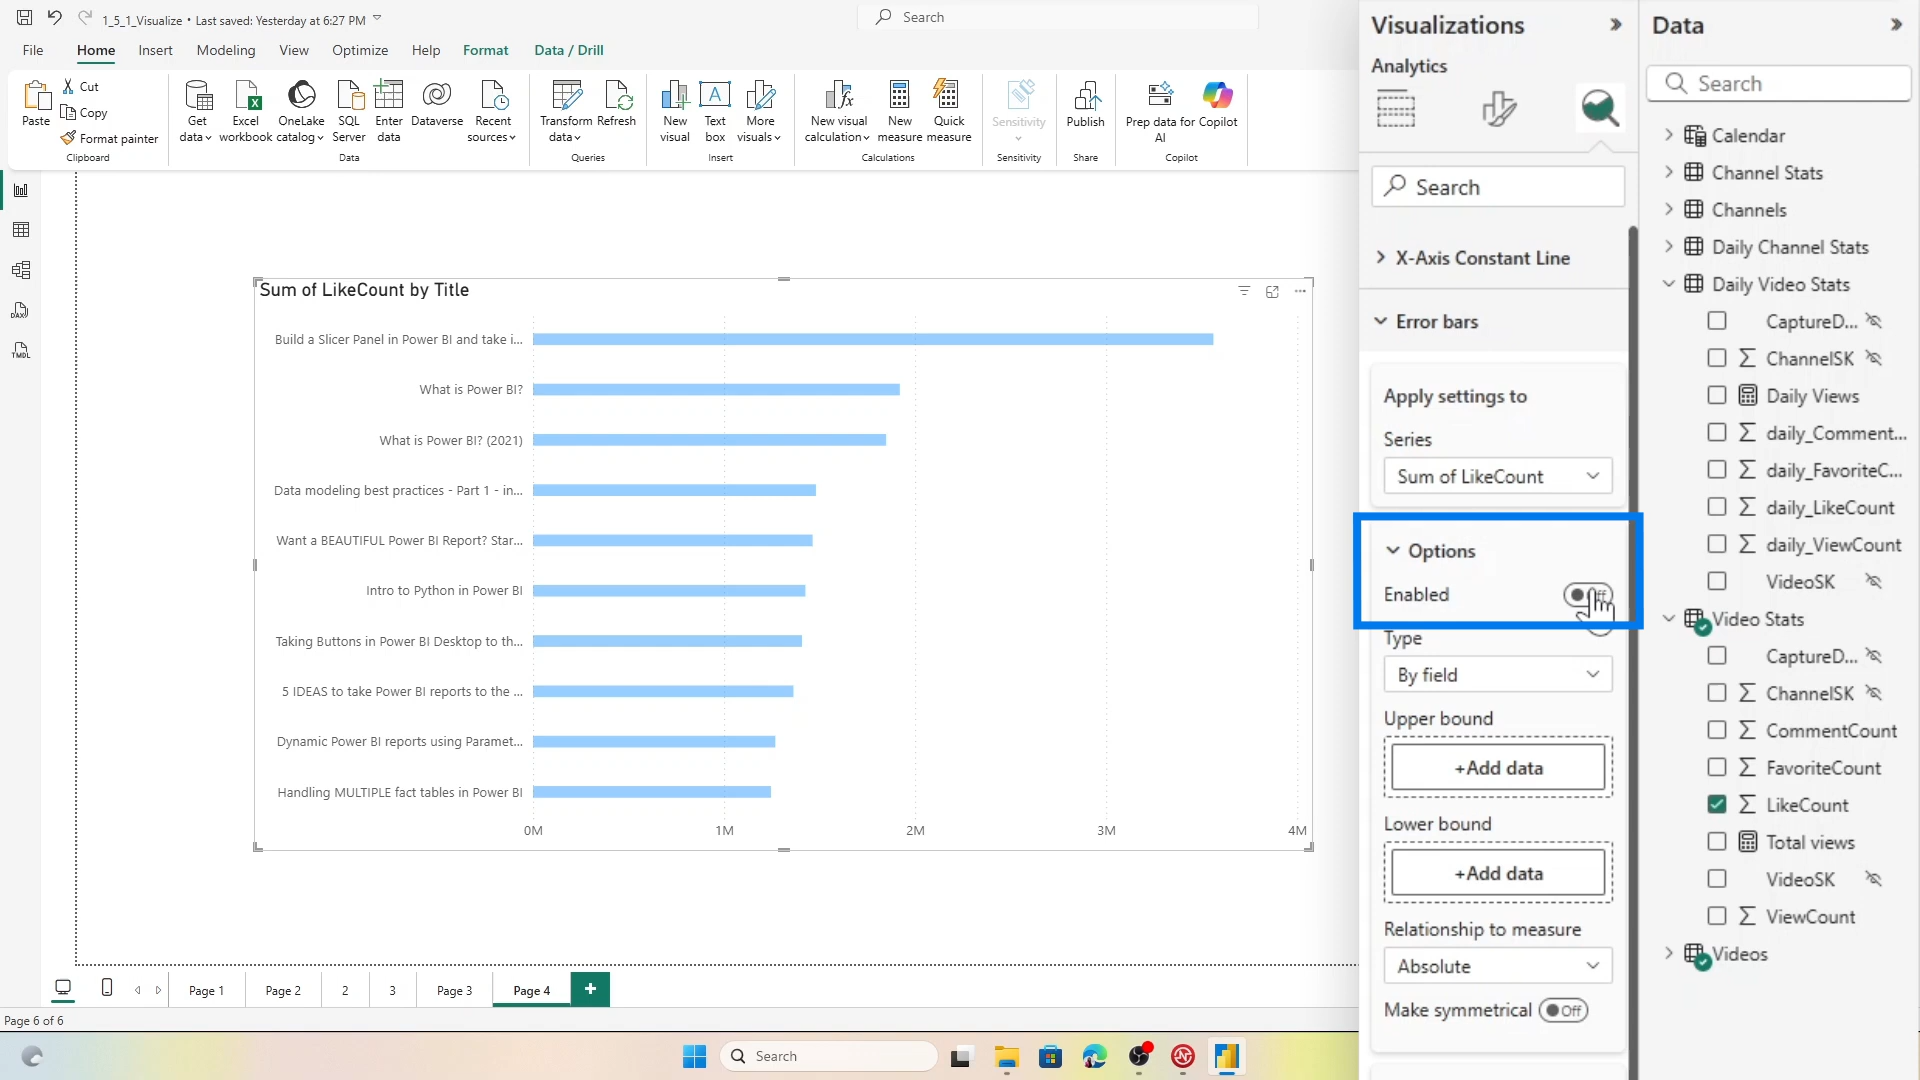 1_5_1_Visualize • Last saved: Yesterday at 6:27 PM
Search
File Home Insert Modeling View Optimize Help Format Data / Drill
Paste
Cut
Copy
Format painter
Clipboard
Get data
Excel workbook
OneLake catalog
SQL Server
Enter data
Dataverse
Recent sources
Data
Transform data
Refresh
Queries
New visual
Text box
More visuals
Insert
New visual calculation
New measure
Quick measure
Calculations
Sensitivity
Sensitivity
Publish
Share
Prep data for AI
Copilot
Copilot
DAX
TMDL
Sum of LikeCount by Title
Build a Slicer Panel in Power BI and take i...
What is Power BI?
What is Power BI? (2021)
Data modeling best practices - Part 1 - in...
Want a BEAUTIFUL Power BI Report? Star...
Intro to Python in Power BI
Taking Buttons in Power BI Desktop to th...
5 IDEAS to take Power BI reports to the ...
Dynamic Power BI reports using Paramet...
Handling MULTIPLE fact tables in Power BI
0M 1M 2M 3M 4M
Visualizations
Analytics
Search
X-Axis Constant Line
Error bars
Apply settings to
Series
Sum of LikeCount
Options
Enabled
Type
By field
Upper bound
+Add data
Lower bound
+Add data
Relationship to measure
Absolute
Make symmetrical Off
Data
Search
Calendar
Channel Stats
Channels
Daily Channel Stats
Daily Video Stats
CaptureD...
ChannelSK
Daily Views
daily_Comment...
daily_FavoriteC...
daily_LikeCount
daily_ViewCount
VideoSK
Video Stats
CaptureD...
ChannelSK
CommentCount
FavoriteCount
LikeCount
Total views
VideoSK
ViewCount
Videos
Page 1 Page 2 2 3 Page 3 Page 4 +
Page 6 of 6
Search